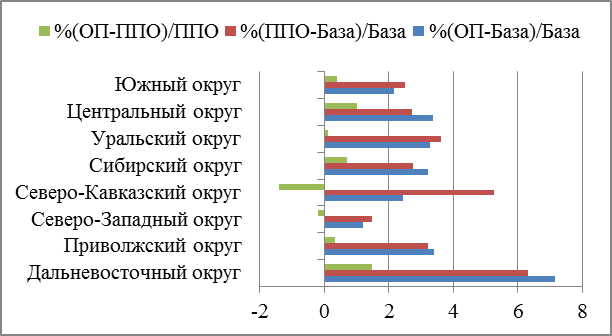 %(ОП-ППО)/ППО %(ППО-База)/База %(ОП-База)/База
Южный округ
Центральный округ
Уральский округ
Сибирский округ
Северо-Кавказский округ
Северо-Западный округ
Приволжский округ
Дальневосточный округ
-2 0 2 4 6 8